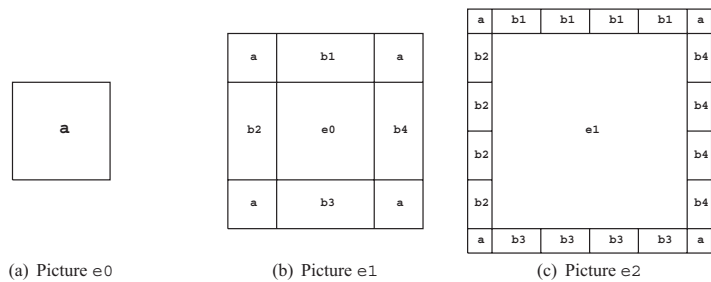 a
(a) Picture e0
a b1 a
b2 e0 b4
a b3 a
(b) Picture e1
a b1 b1 b1 b1 a
b2 b4
b2 b4
e1
b2 b4
b2 b4
a b3 b3 b3 b3 a
(c) Picture e2